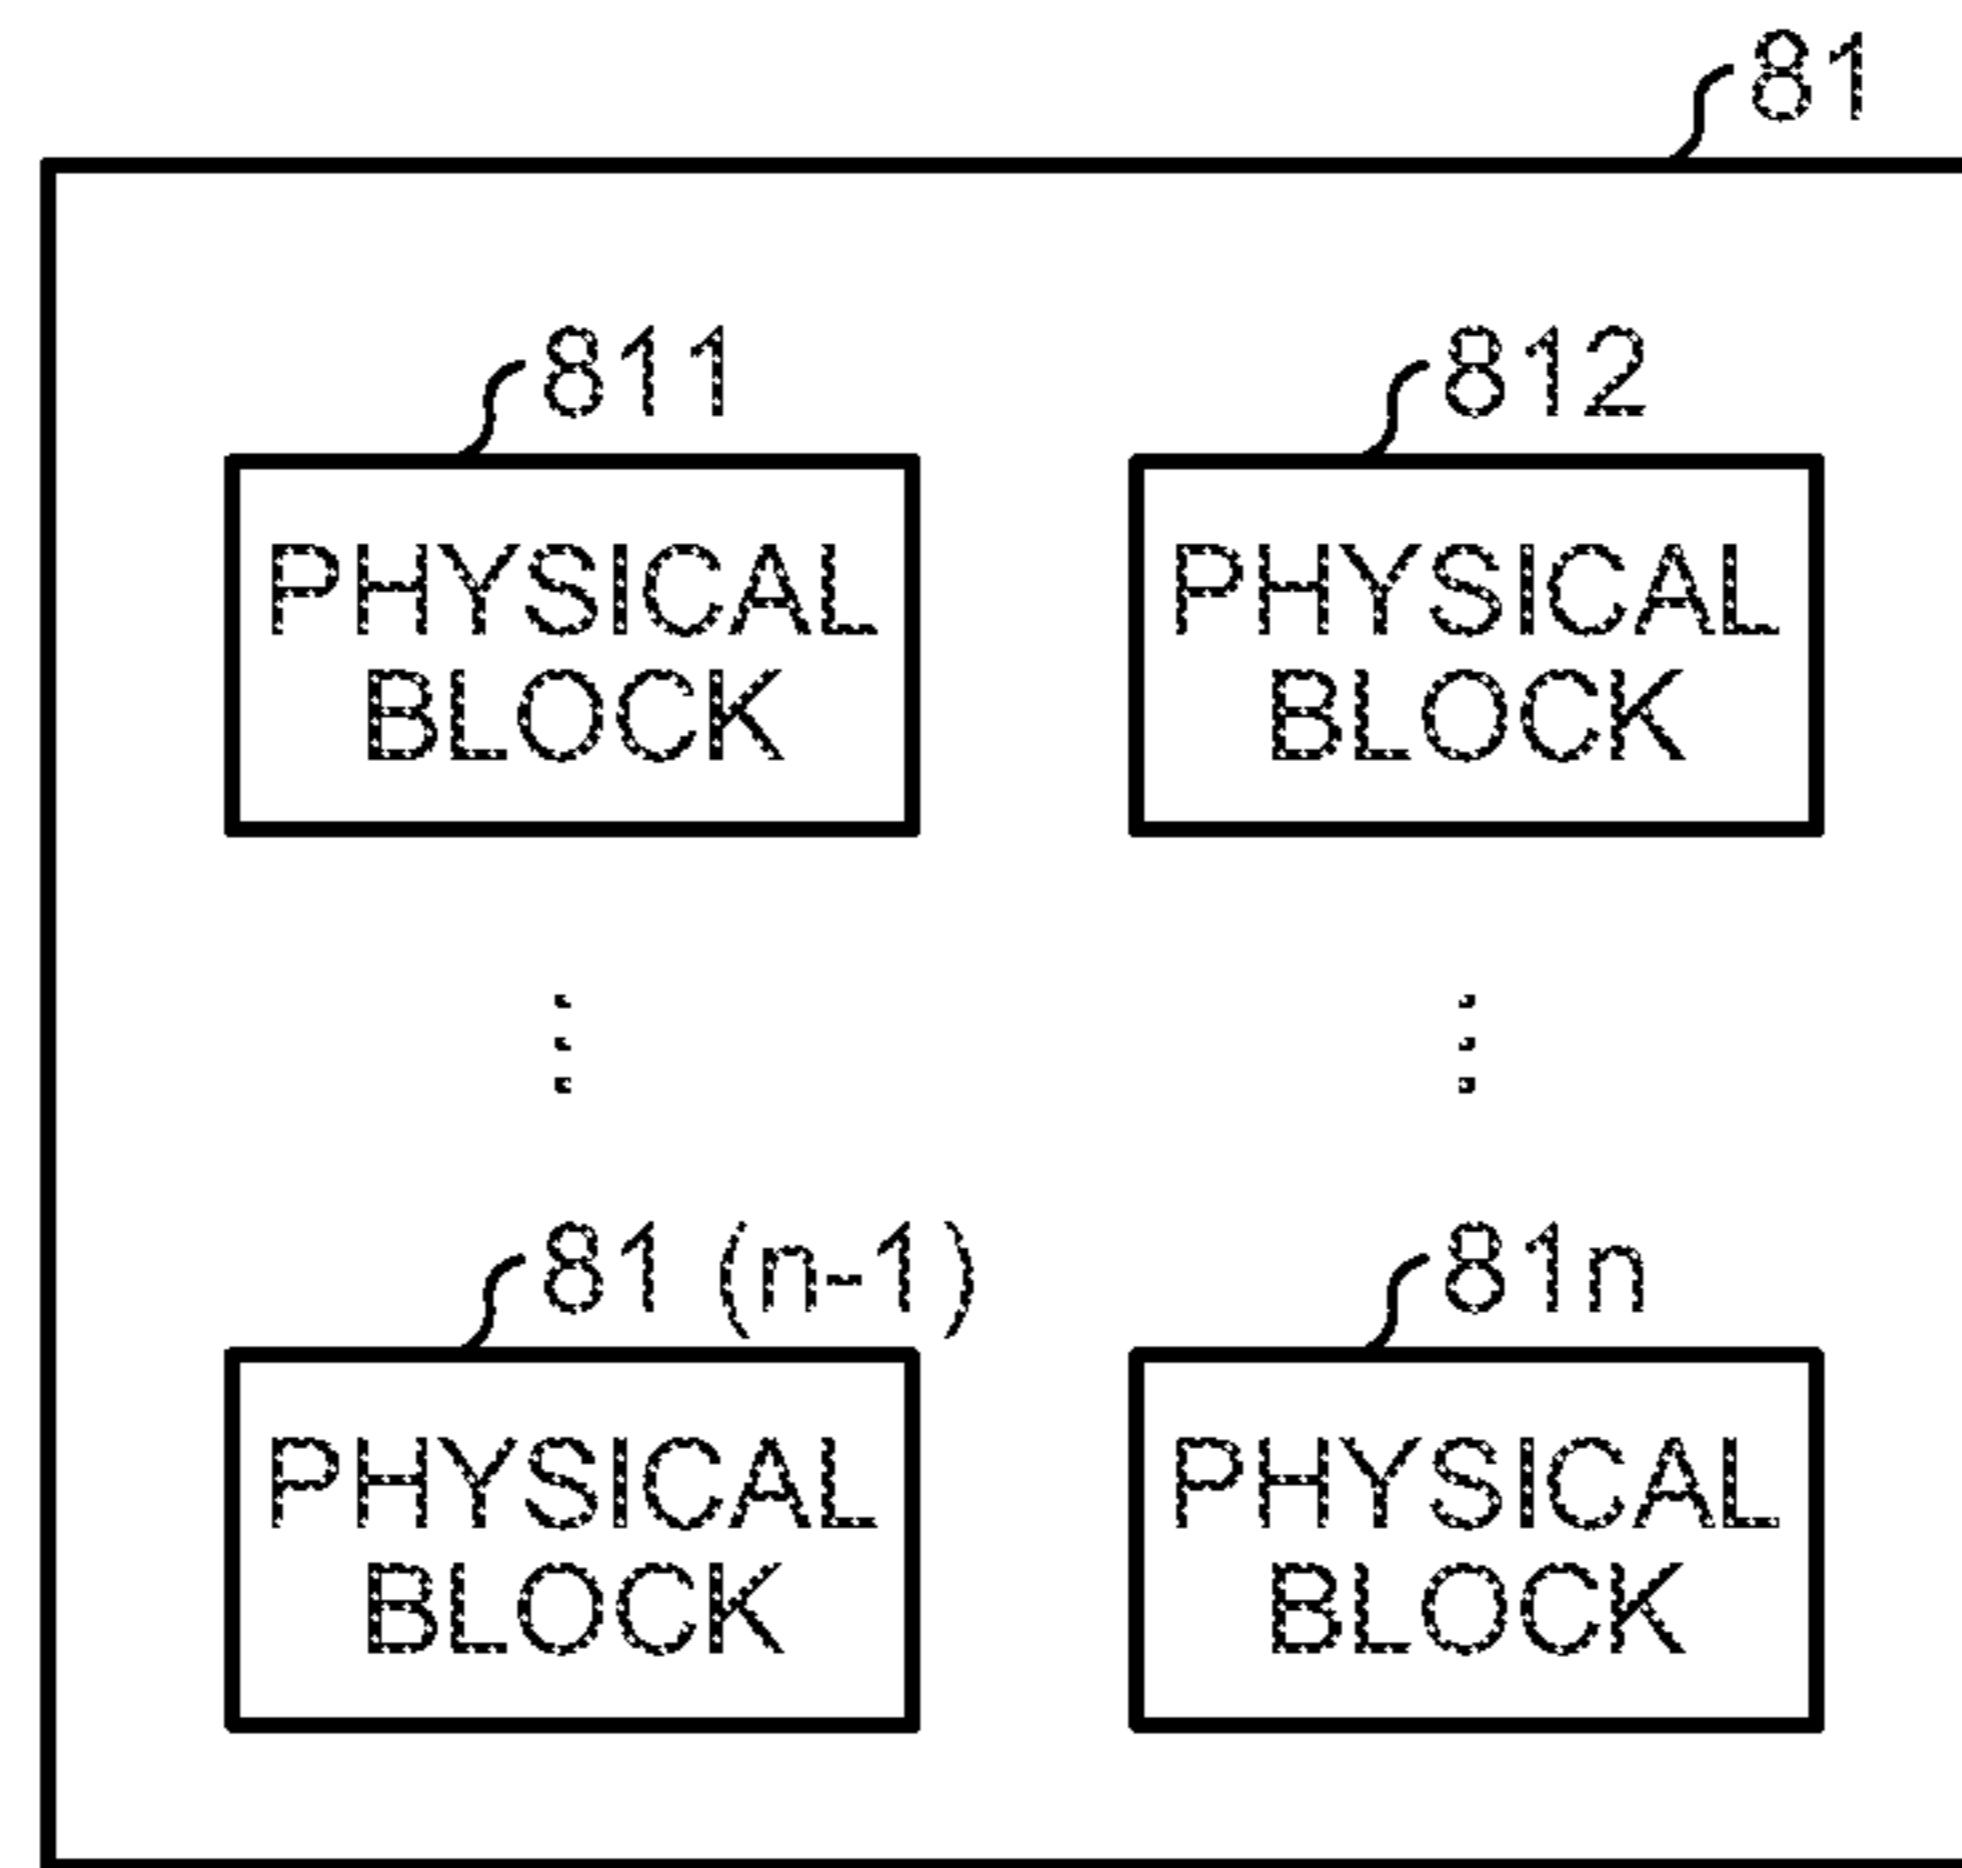 81
811
812
PHYSICAL
BLOCK
PHYSICAL
BLOCK
81 (n-1)
81n
PHYSICAL
BLOCK
PHYSICAL
BLOCK